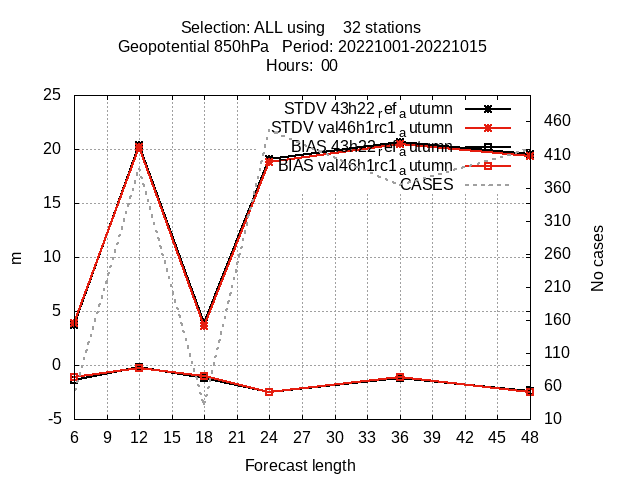 Selection: ALL using    32 stations
Geopotential 850hPa   Period: 20221001-20221015
Hours:  00
STDV 43h22_ref_autumn
STDV val46h1rc1_autumn
BIAS 43h22_ref_autumn
BIAS val46h1rc1_autumn
CASES
25
20
15
10
5
0
-5
m
460
410
360
310
260
210
160
110
60
10
No cases
6 9 12 15 18 21 24 27 30 33 36 39 42 45 48
Forecast length